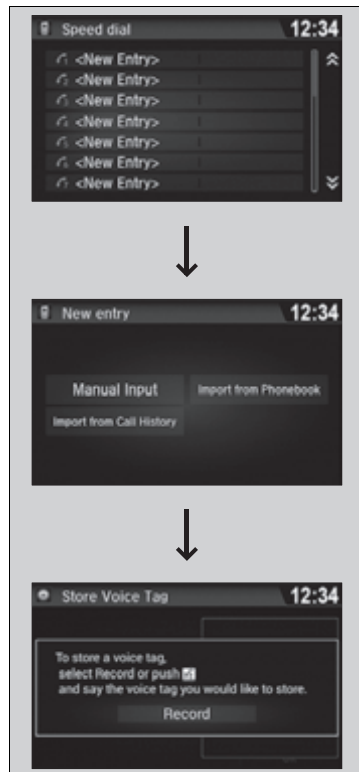 Speed dial 12:34
<New Entry>
<New Entry>
<New Entry>
<New Entry>
<New Entry>
<New Entry>
<New Entry>
New entry 12:34
Manual Input Import from Phonebook
Import from Call History
Store Voice Tag 12:34
To store a voice tag,
select Record or push
and say the voice tag you would like to store.
Record